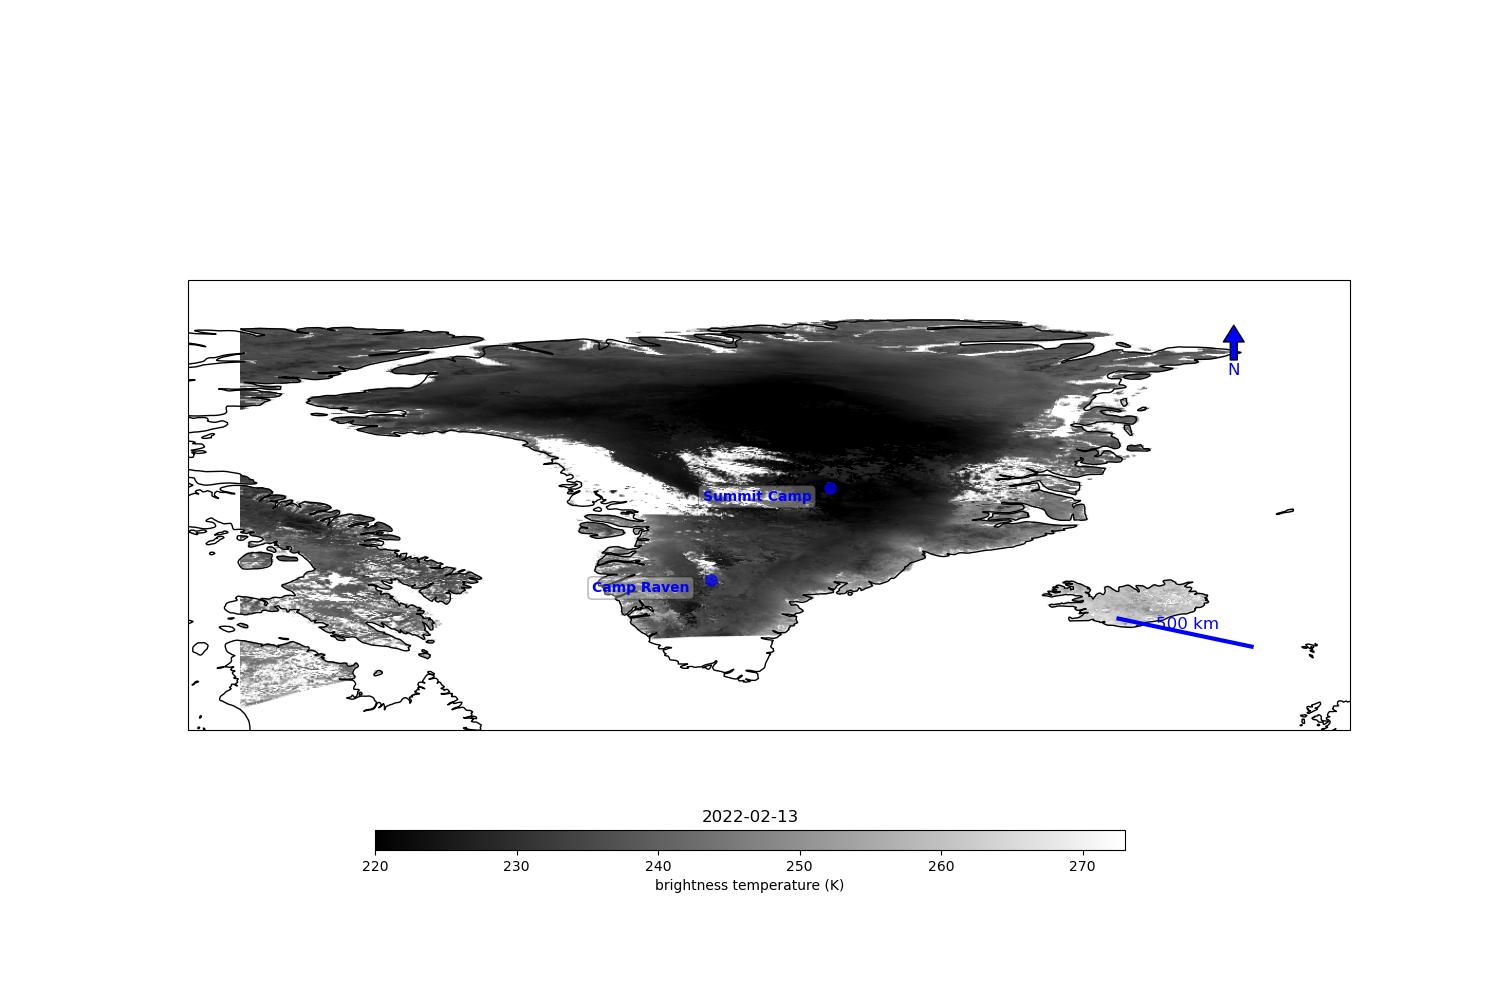 N
Summit Camp
Camp Raven
500 km
2022-02-13
220 230 240 250 260 270
brightness temperature (K)